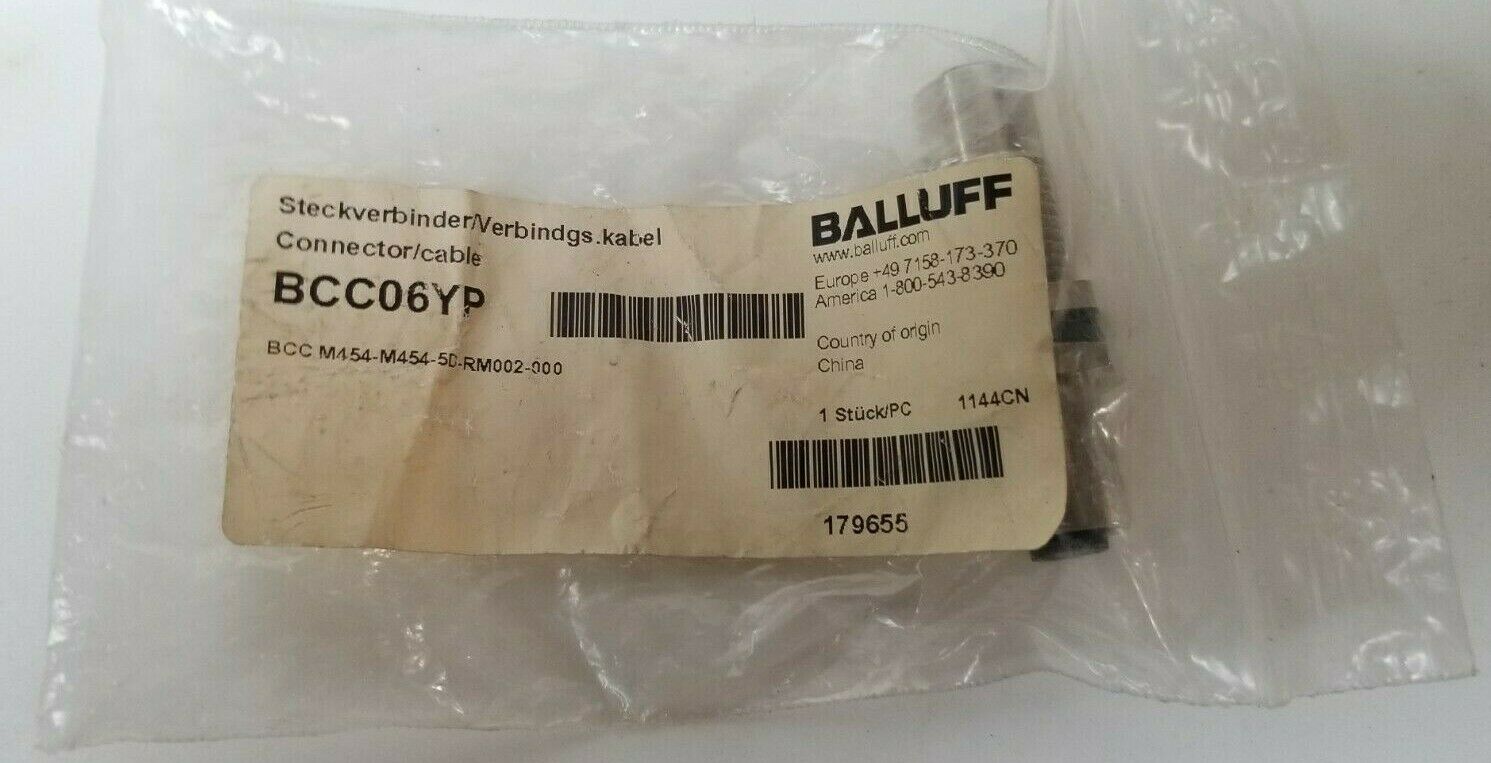 Steckverbinder/Verbindgs.kabel
Connector/cable
BCC06YP
BCC M454-M454-5D-RM002-000
BALLUFF
www.balluff.com
Europe +49 7158-173-370
America 1-800-543-8390
Country of origin
China
1 Stück/PC 1144CN
179655